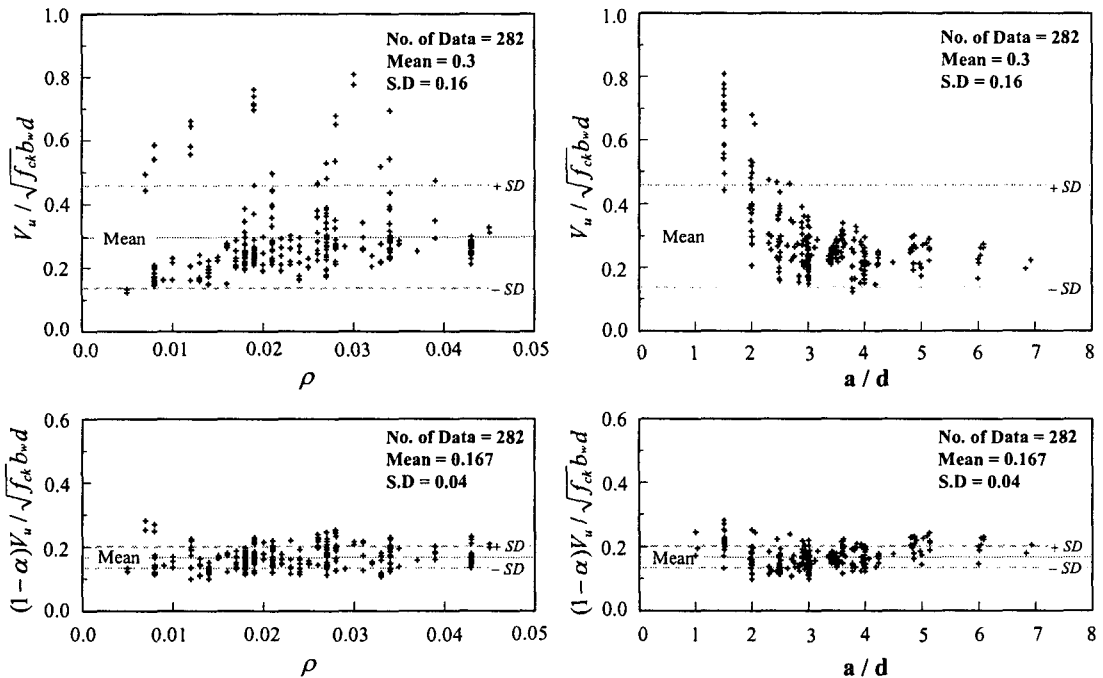 V_u / √f_ck b_w d
1.0
0.8
0.6
0.4
0.2
0.0
No. of Data = 282
Mean = 0.3
S.D = 0.16
+ SD
Mean
− SD
0.0 0.01 0.02 0.03 0.04 0.05
ρ
V_u / √f_ck b_w d
1.0
0.8
0.6
0.4
0.2
0.0
No. of Data = 282
Mean = 0.3
S.D = 0.16
+ SD
Mean
− SD
0 1 2 3 4 5 6 7 8
a / d
(1 − α)V_u / √f_ck b_w d
0.6
0.4
0.2
0.0
No. of Data = 282
Mean = 0.167
S.D = 0.04
+ SD
Mean
− SD
0.0 0.01 0.02 0.03 0.04 0.05
ρ
(1 − α)V_u / √f_ck b_w d
0.6
0.4
0.2
0.0
No. of Data = 282
Mean = 0.167
S.D = 0.04
+ SD
Mean
− SD
0 1 2 3 4 5 6 7 8
a / d